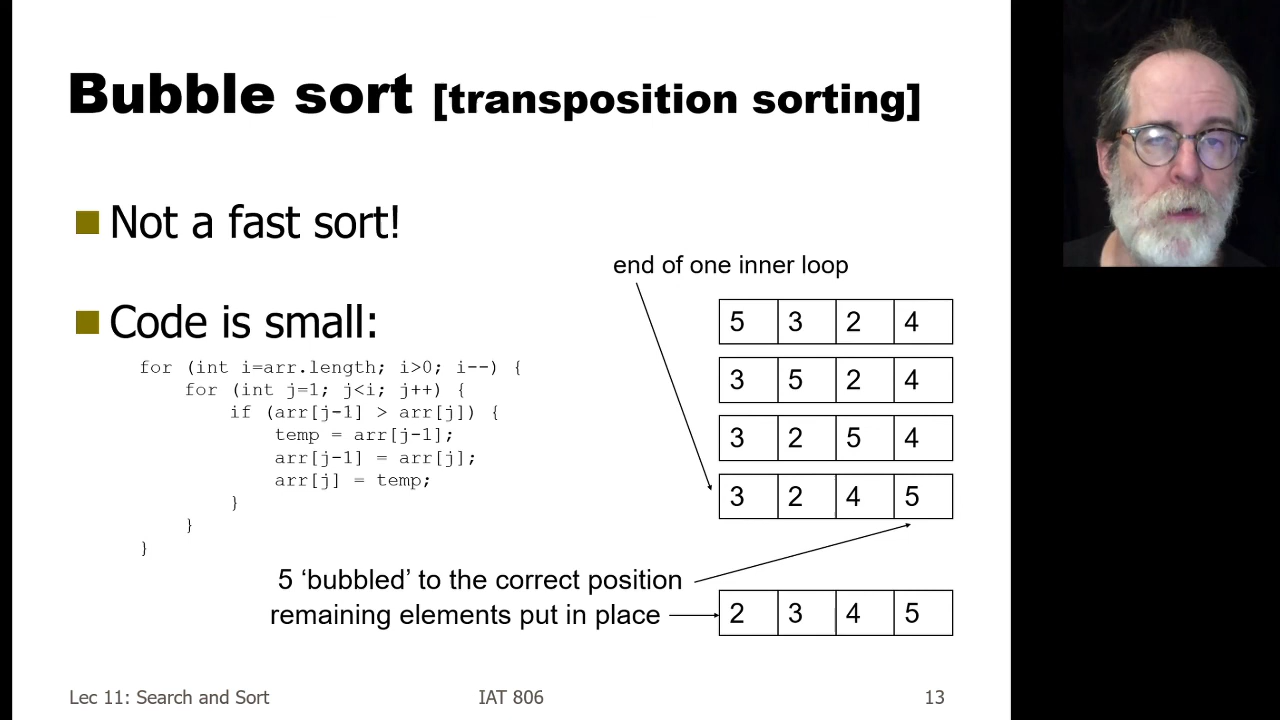 Bubble sort [transposition sorting]
Not a fast sort!
Code is small:
for (int i=arr.length; i>0; i--) {
for (int j=1; j<i; j++) {
if (arr[j-1] > arr[j]) {
temp = arr[j-1];
arr[j-1] = arr[j];
arr[j] = temp;
}
}
}
end of one inner loop
5 3 2 4
3 5 2 4
3 2 5 4
3 2 4 5
5 ‘bubbled’ to the correct position
remaining elements put in place
2 3 4 5
Lec 11: Search and Sort
IAT 806
13